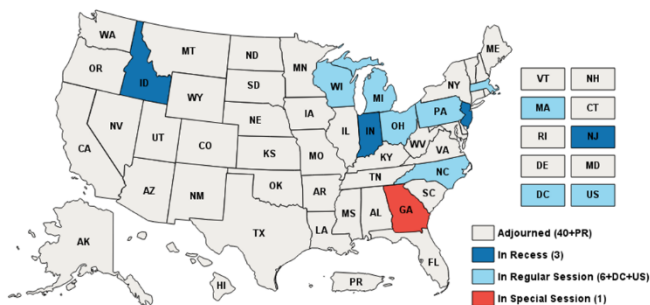 WA
MT
ND
MN
ME
OR
ID
SD
WI
MI
NY
WY
IA
PA
NV
NE
IL
IN
OH
UT
CO
KS
MO
KY
WV
VA
CA
NC
TN
AZ
NM
OK
AR
SC
MS
AL
GA
TX
LA
FL
AK
HI
PR
VT NH
MA CT
RI NJ
DE MD
DC US
Adjourned (40+PR)
In Recess (3)
In Regular Session (6+DC+US)
In Special Session (1)